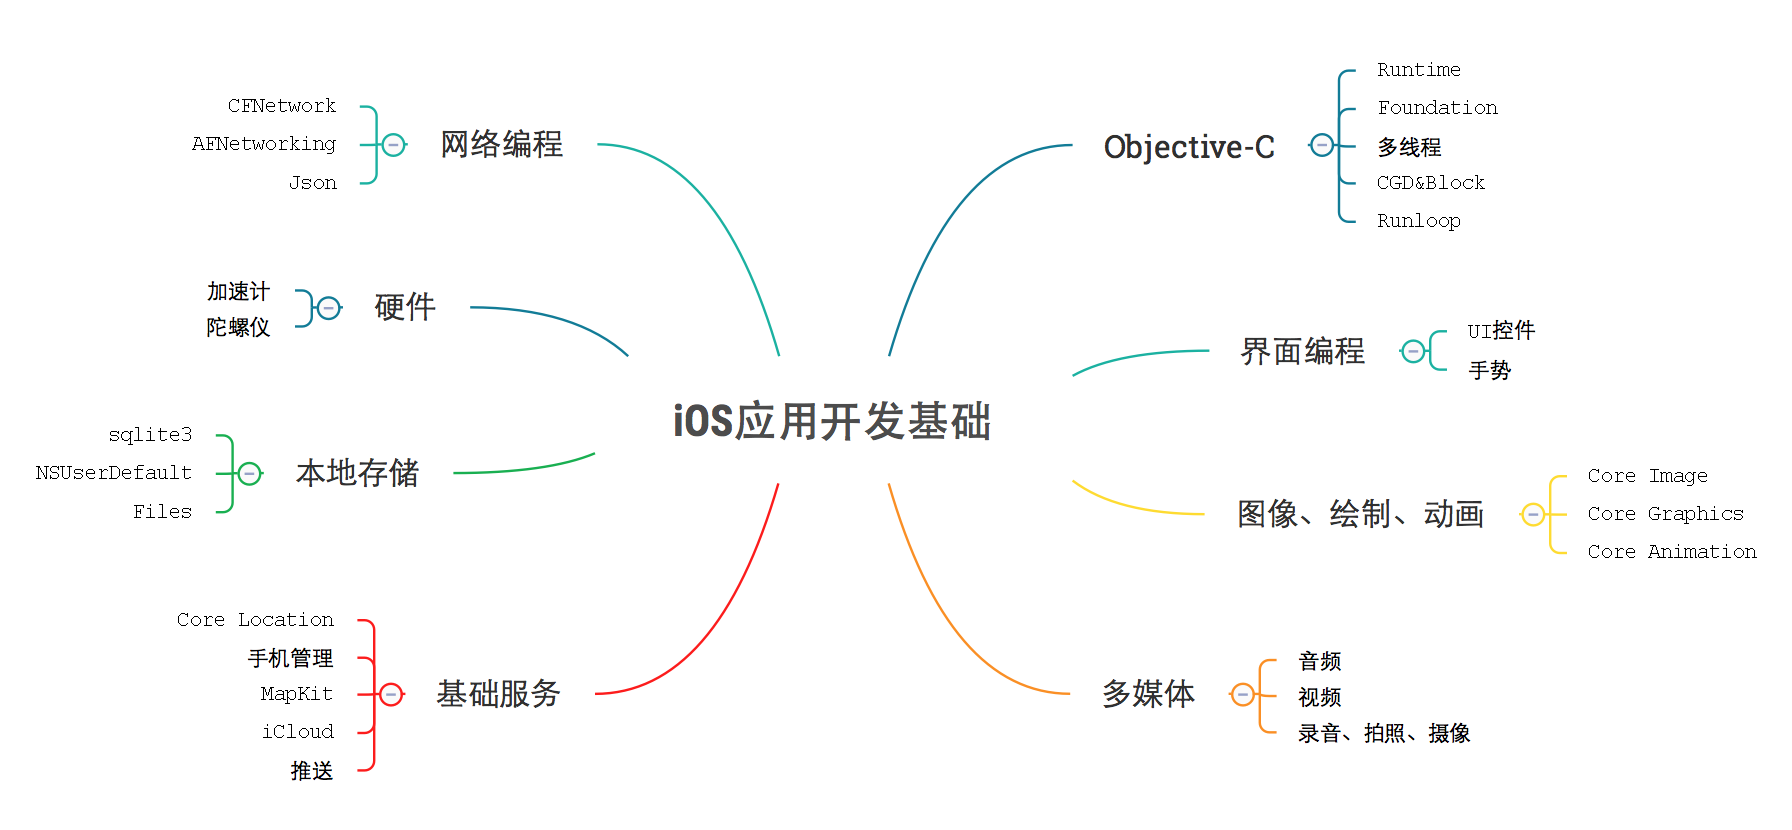 iOS应用开发基础
Objective-C
Runtime
Foundation
多线程
CGD&Block
Runloop
界面编程
UI控件
手势
图像、绘制、动画
Core Image
Core Graphics
Core Animation
多媒体
音频
视频
录音、拍照、摄像
网络编程
CFNetwork
AFNetworking
Json
硬件
加速计
陀螺仪
本地存储
sqlite3
NSUserDefault
Files
基础服务
Core Location
手机管理
MapKit
iCloud
推送